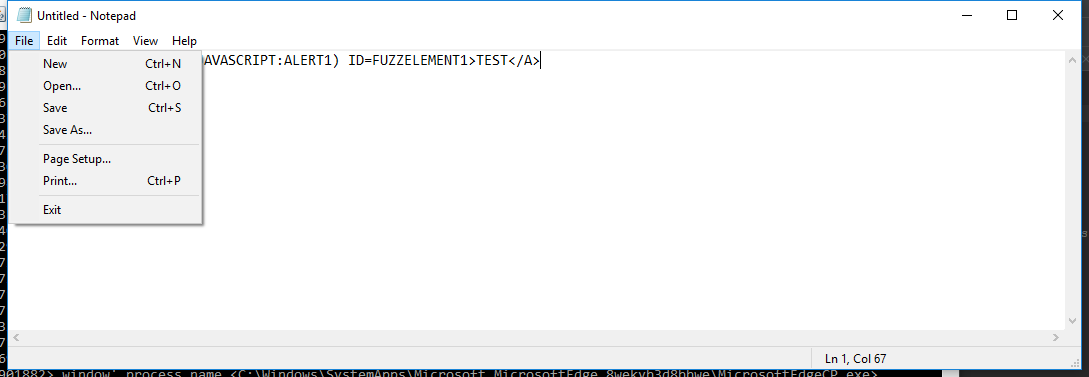 Untitled - Notepad
File Edit Format View Help
AVASCRIPT:ALERT1) ID=FUZZELEMENT1>TEST</A>
New Ctrl+N
Open... Ctrl+O
Save Ctrl+S
Save As...
Page Setup...
Print... Ctrl+P
Exit
Ln 1, Col 67
901882> window' process name <C:\Windows\SystemApps\Microsoft.MicrosoftEdge_8wekyb3d8bbwe\MicrosoftEdgeCP.exe>